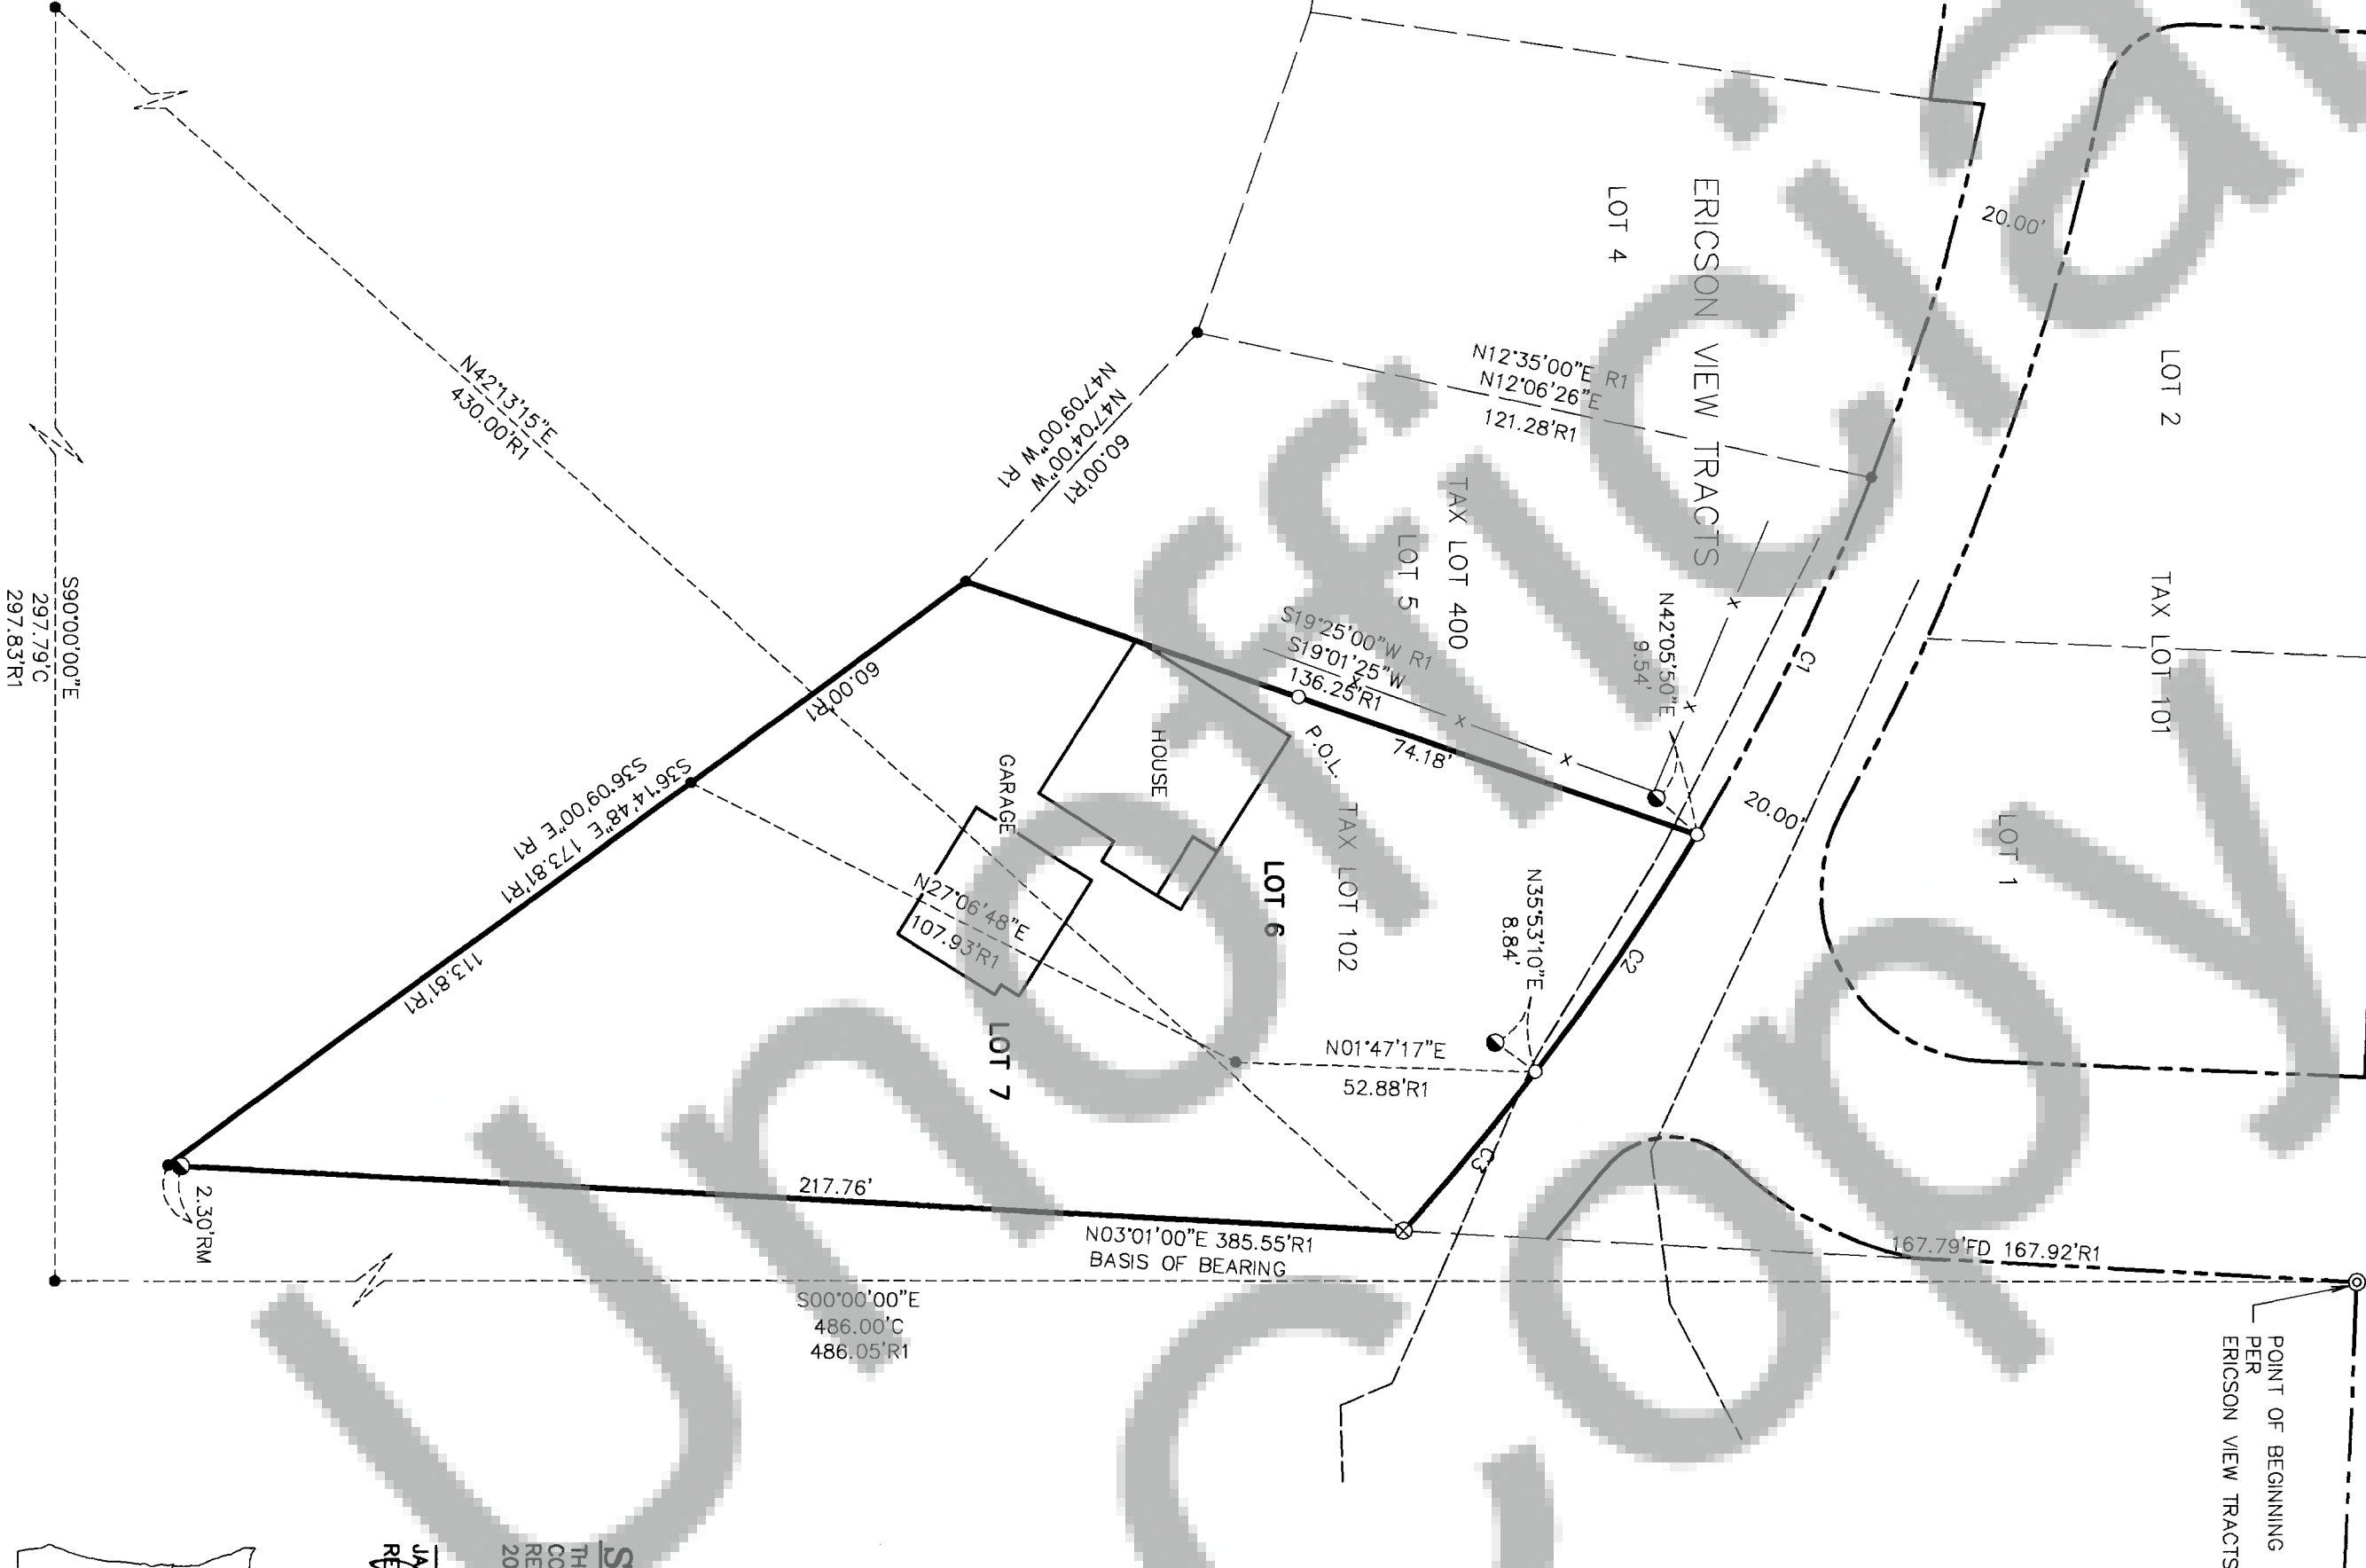 20.00'
LOT 2
ERICSON VIEW TRACTS
LOT 4
N12°35'00"E R1
N12°06'26"E
121.28'R1
N42°13'15"E
430.00'R1
60.00'R1
N47°04'00"W
N47°09'00"W R1
TAX LOT 101
TAX LOT 400
LOT 5
C1
N42°05'50"E
9.54'
S90°00'00"E
297.79'C
297.83'R1
S19°25'00"W R1
S19°01'25"W
136.25'R1
60.00'R1
P.O.L.
74.18'
20.00'
LOT 1
HOUSE
GARAGE
TAX LOT 102
LOT 6
S36°14'48"E 173.81'R1
S36°09'00"E R1
N27°06'48"E
107.93'R1
N35°53'10"E
8.84'
C2
113.81'R1
LOT 7
N01°47'17"E
52.88'R1
C3
217.76'
2.30'RM
N03°01'00"E 385.55'R1
BASIS OF BEARING
167.79'FD 167.92'R1
S00°00'00"E
486.00'C
486.05'R1
POINT OF BEGINNING
PER
ERICSON VIEW TRACTS
Unofficial
Copy
S
TH
CO
RE
20
JA
RE